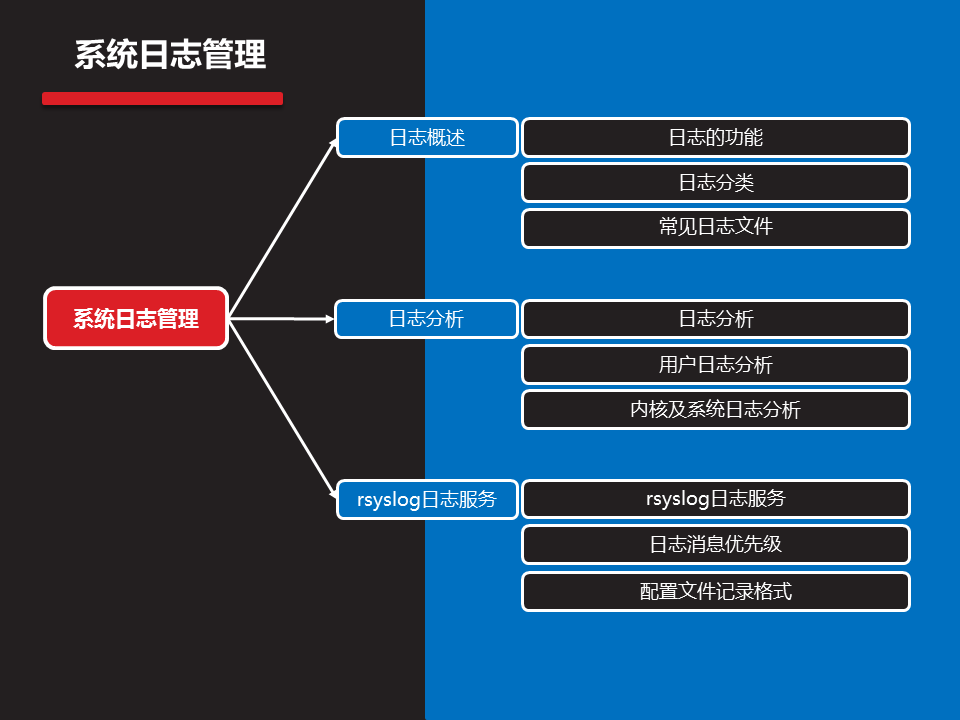 系统日志管理
日志概述
日志的功能
日志分类
常见日志文件
系统日志管理
日志分析
日志分析
用户日志分析
内核及系统日志分析
rsyslog日志服务
rsyslog日志服务
日志消息优先级
配置文件记录格式